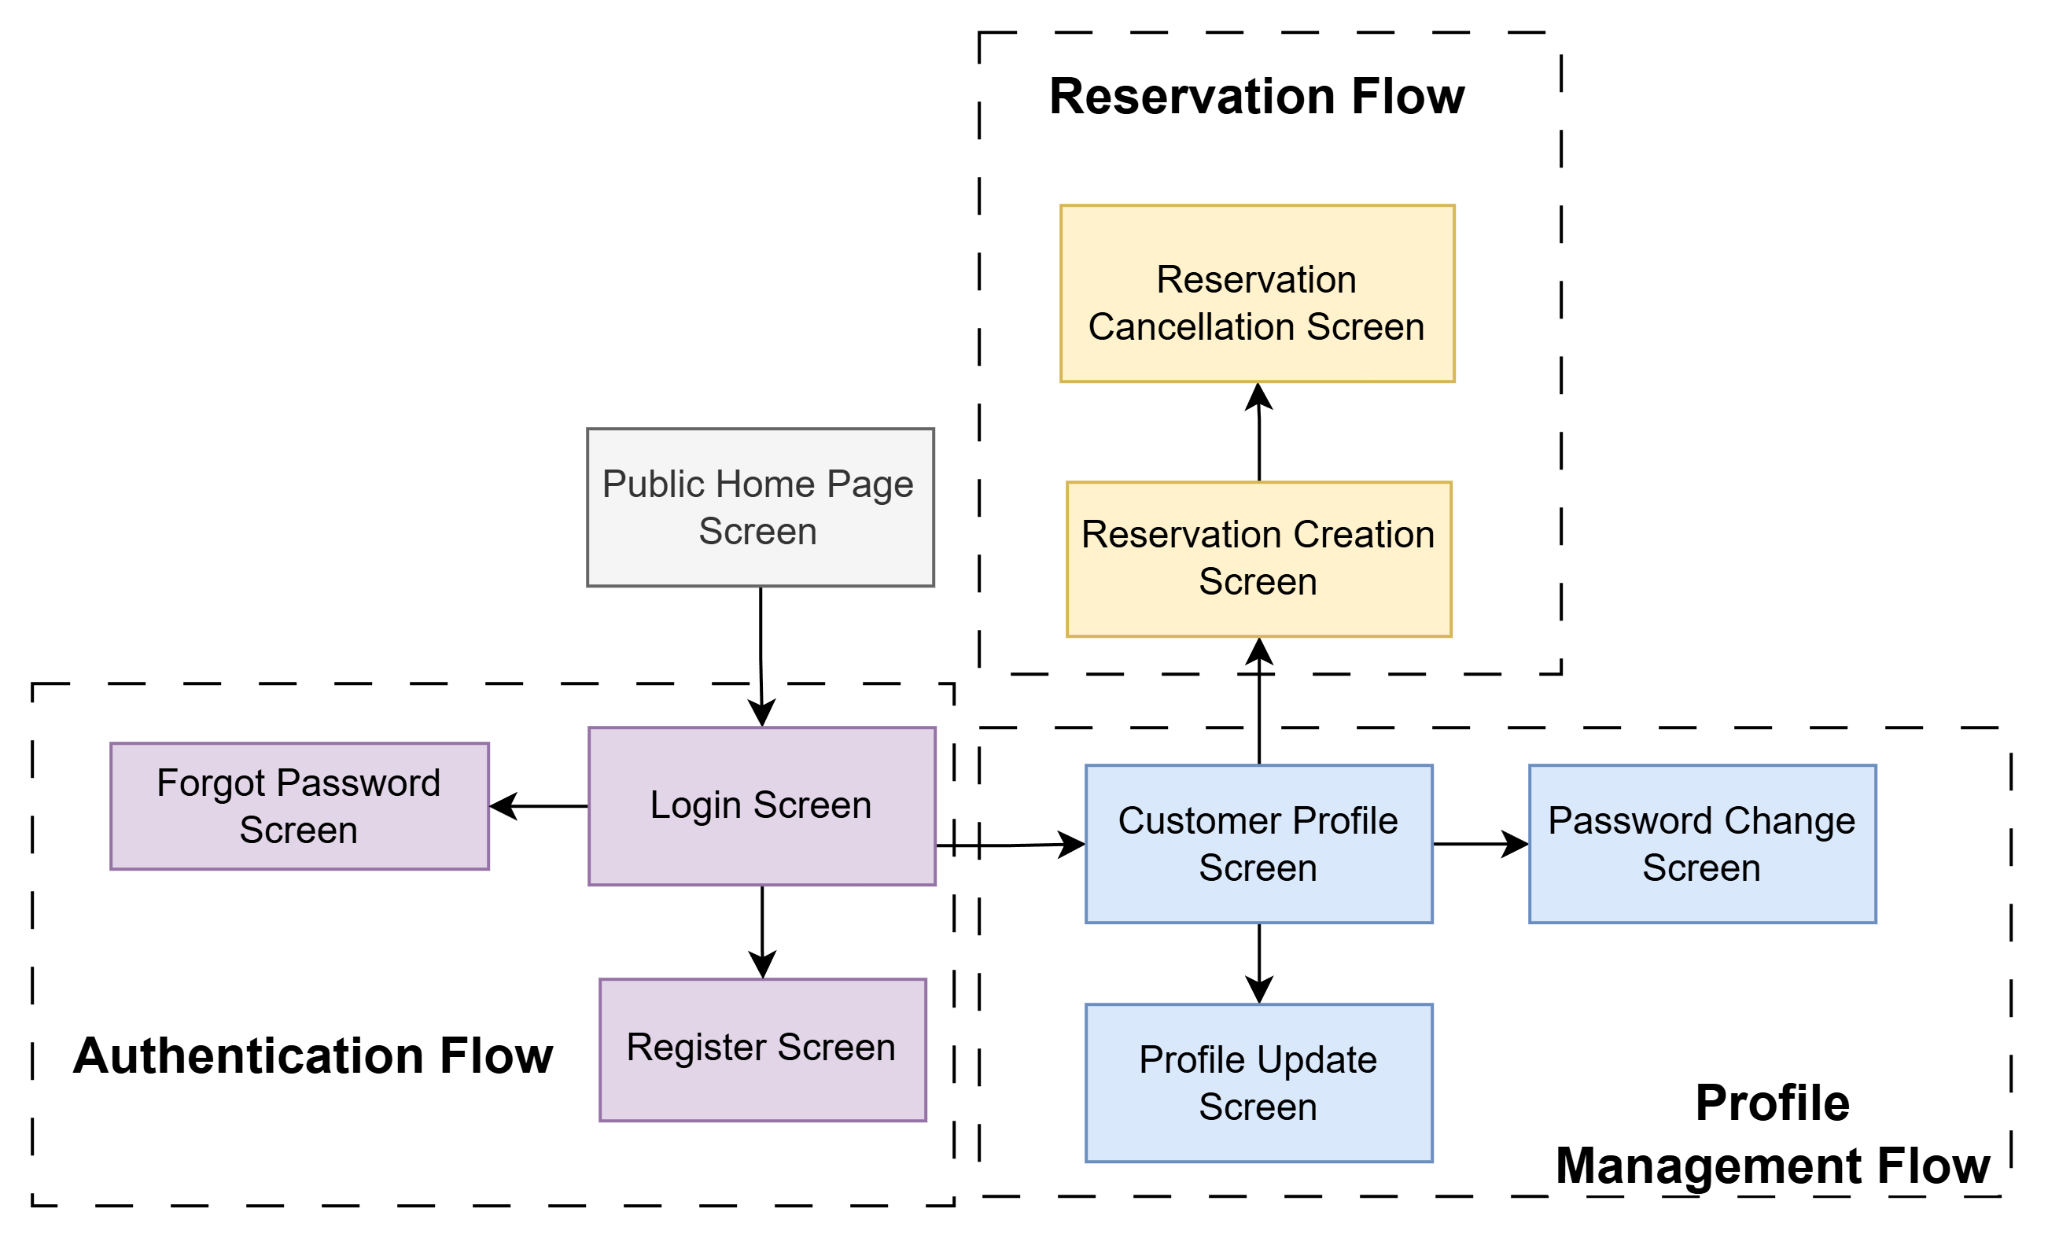 Reservation Flow
Reservation
Cancellation Screen
Public Home Page
Screen
Reservation Creation
Screen
Forgot Password
Screen
Login Screen
Customer Profile
Screen
Password Change
Screen
Register Screen
Authentication Flow
Profile Update
Screen
Profile
Management Flow